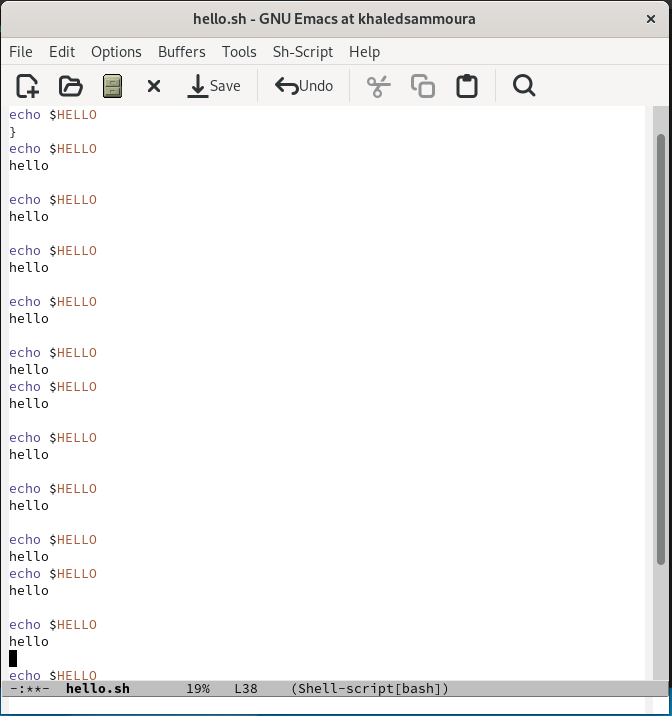 hello.sh - GNU Emacs at khaledsammoura
File Edit Options Buffers Tools Sh-Script Help
Save Undo
echo $HELLO
}
echo $HELLO
hello
echo $HELLO
hello
echo $HELLO
hello
echo $HELLO
hello
echo $HELLO
hello
echo $HELLO
hello
echo $HELLO
hello
echo $HELLO
hello
echo $HELLO
hello
echo $HELLO
hello
echo $HELLO
hello
echo $HELLO
-:**- hello.sh 19% L38 (Shell-script[bash])